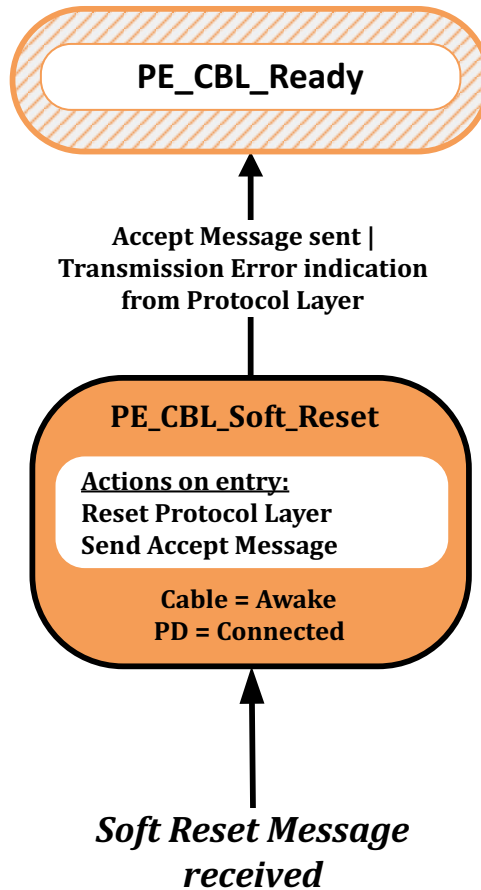 PE_CBL_Ready
Accept Message sent |
Transmission Error indication
from Protocol Layer
PE_CBL_Soft_Reset
Actions on entry:
Reset Protocol Layer
Send Accept Message
Cable = Awake
PD = Connected
Soft Reset Message
received